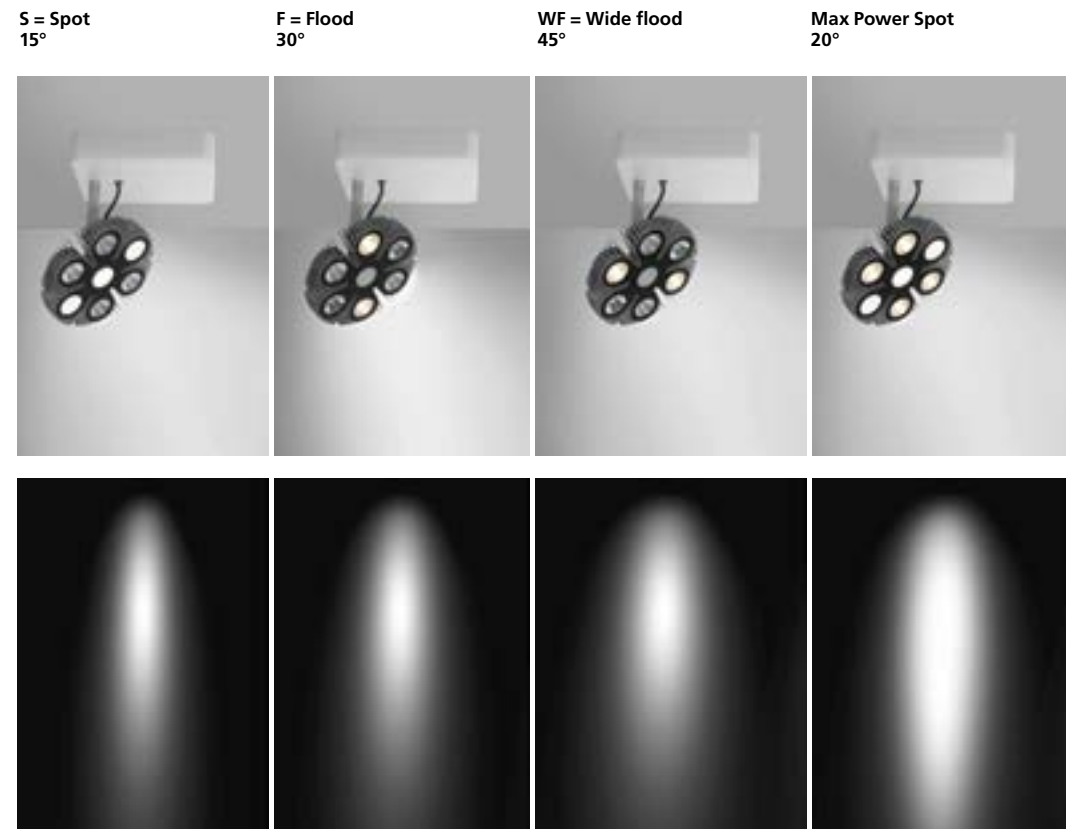 S = Spot
15°
F = Flood
30°
WF = Wide flood
45°
Max Power Spot
20°